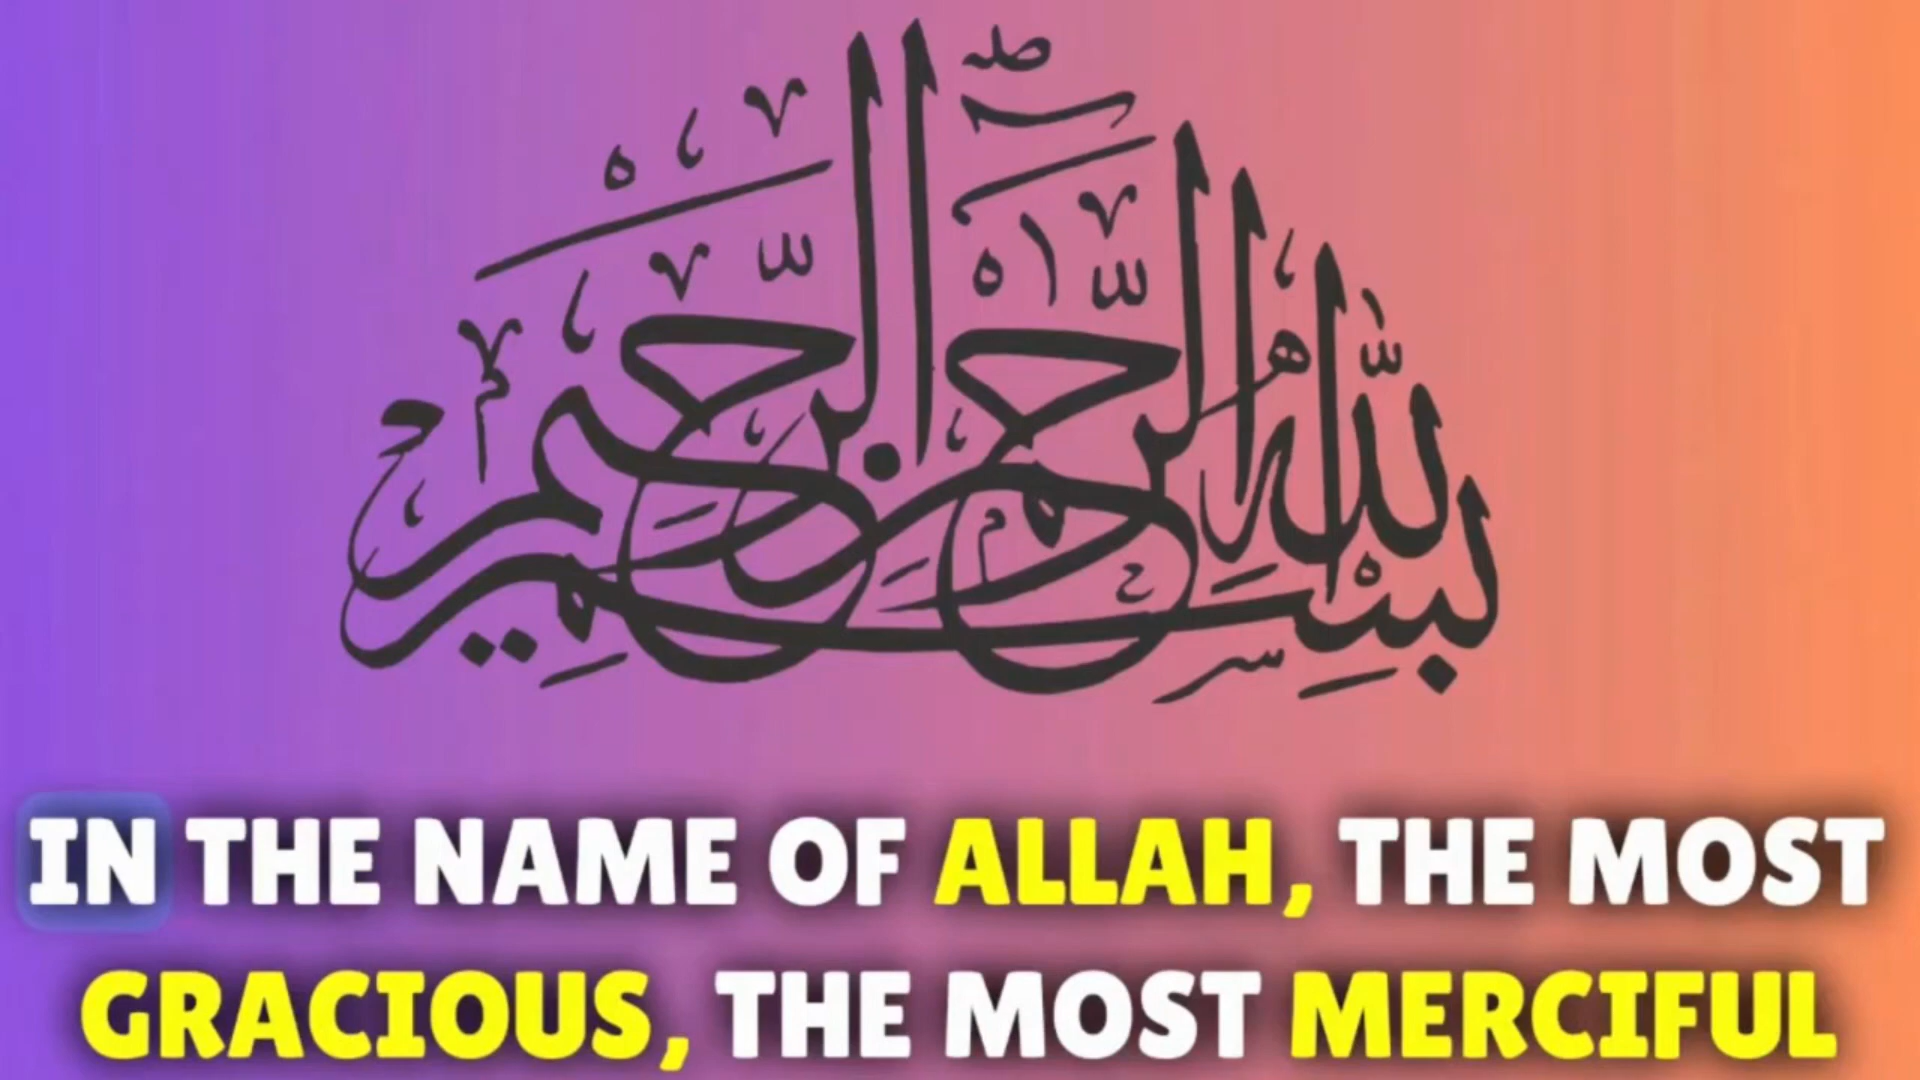 بسم الله الرحمن الرحيم
IN THE NAME OF ALLAH, THE MOST
GRACIOUS, THE MOST MERCIFUL